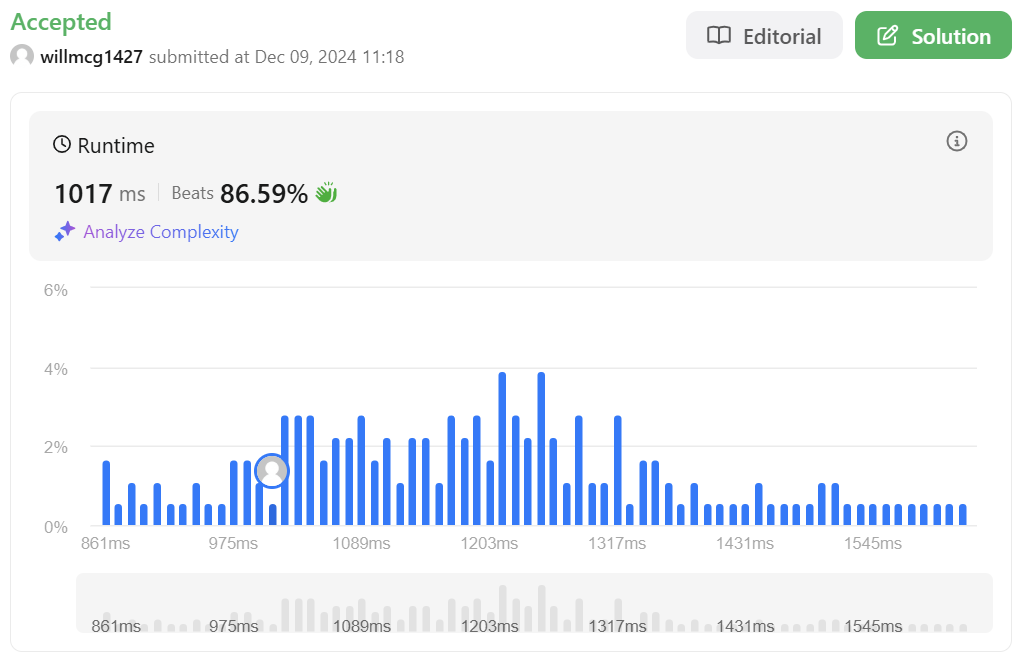 Accepted
willmcg1427 submitted at Dec 09, 2024 11:18
Editorial
Solution
Runtime
1017 ms Beats 86.59%
Analyze Complexity
6%
4%
2%
0%
861ms 975ms 1089ms 1203ms 1317ms 1431ms 1545ms
861ms 975ms 1089ms 1203ms 1317ms 1431ms 1545ms